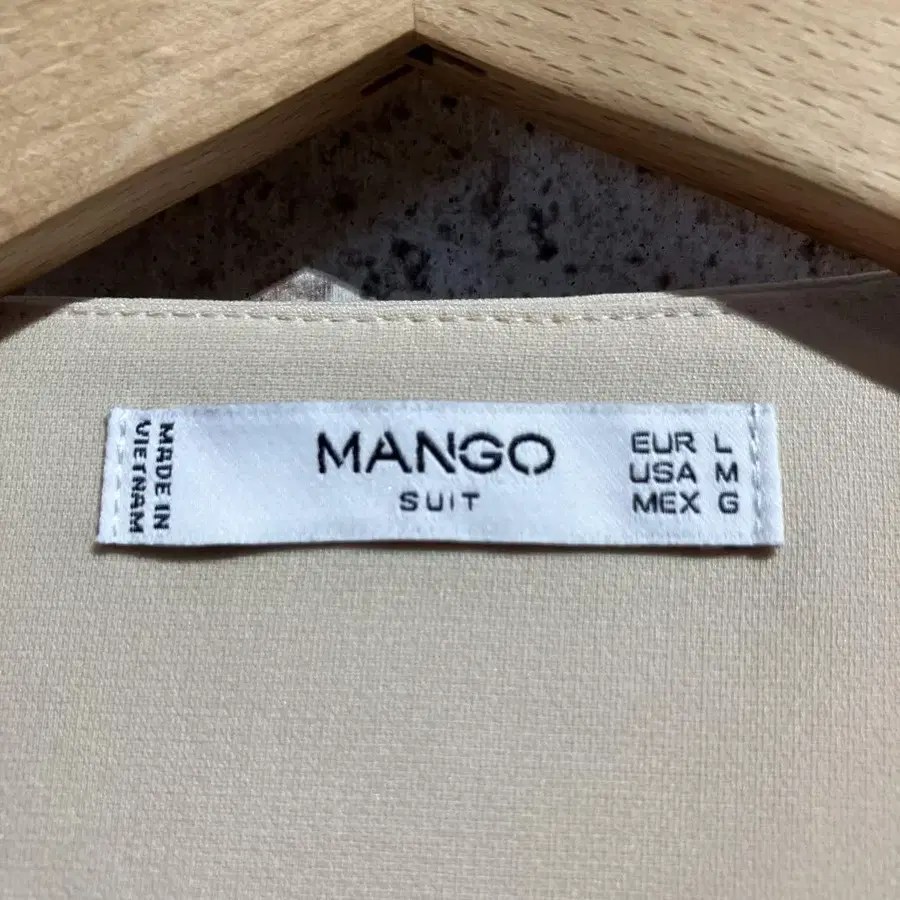 MADE IN
VIETNAM
MANGO
SUIT
EUR L
USA M
MEX G